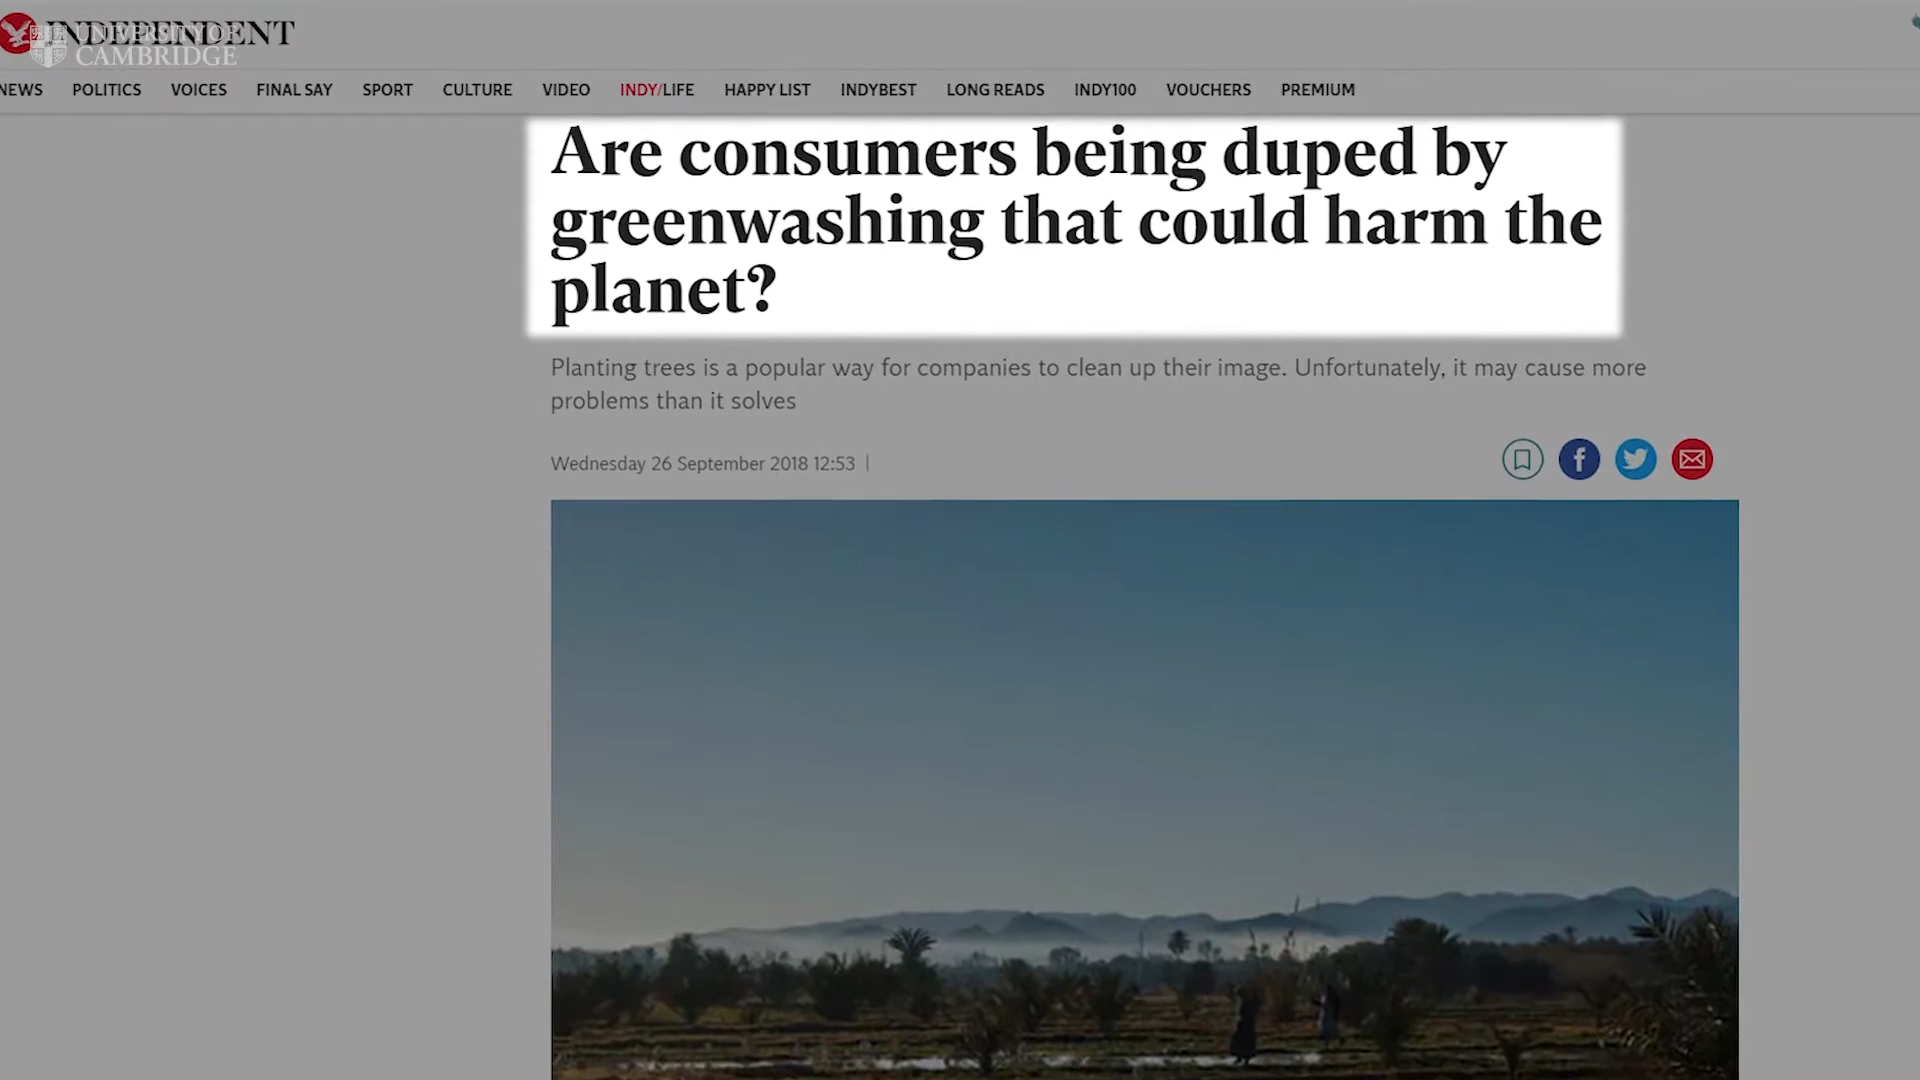 INDEPENDENT
UNIVERSITY OF
CAMBRIDGE
NEWS POLITICS VOICES FINAL SAY SPORT CULTURE VIDEO INDY/LIFE HAPPY LIST INDYBEST LONG READS INDY100 VOUCHERS PREMIUM
Are consumers being duped by
greenwashing that could harm the
planet?
Planting trees is a popular way for companies to clean up their image. Unfortunately, it may cause more
problems than it solves
Wednesday 26 September 2018 12:53 |